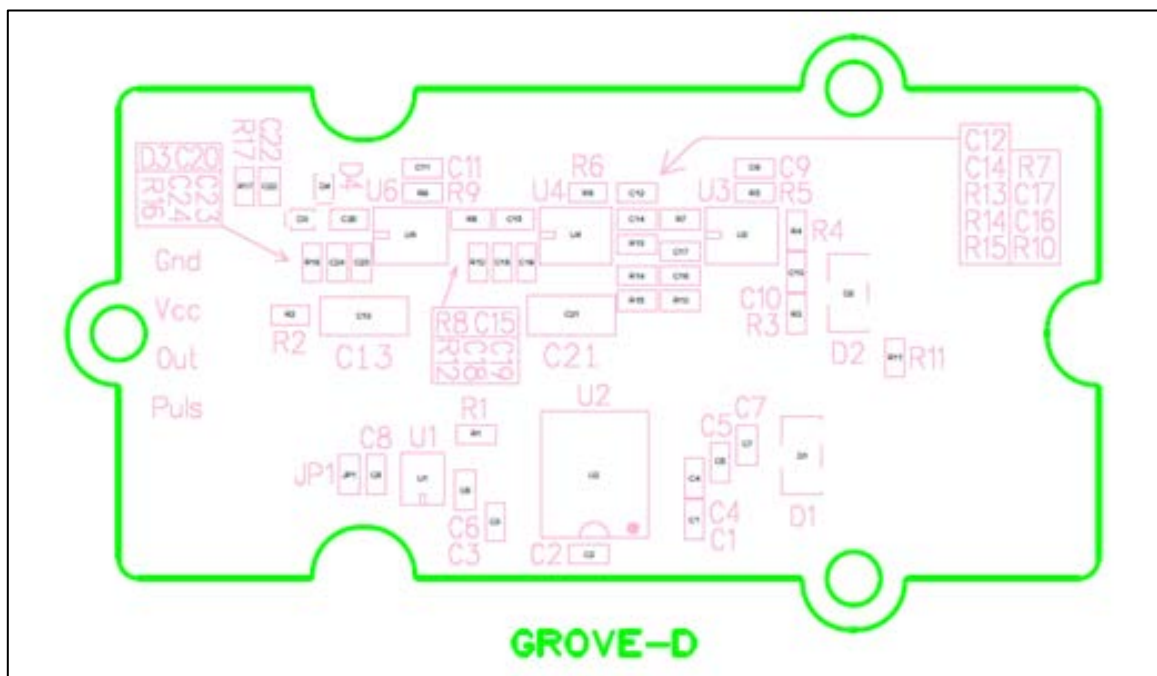 R17 C22
D3 C20
R16 C24 C23
D4
C11
R9
U6
R6
U4
C9
R5
U3
R4
C12
C14 R7
R13 C17
R14 C16
R15 R10
Gnd
Vcc
Out
Puls
R2
C13
R8 C15
R12 C18 C19
C21
C10
R3
D2
R11
R1
U2
U1
C8
JP1
C7
C5
D1
C6
C3
C2
C4
C1
GROVE-D